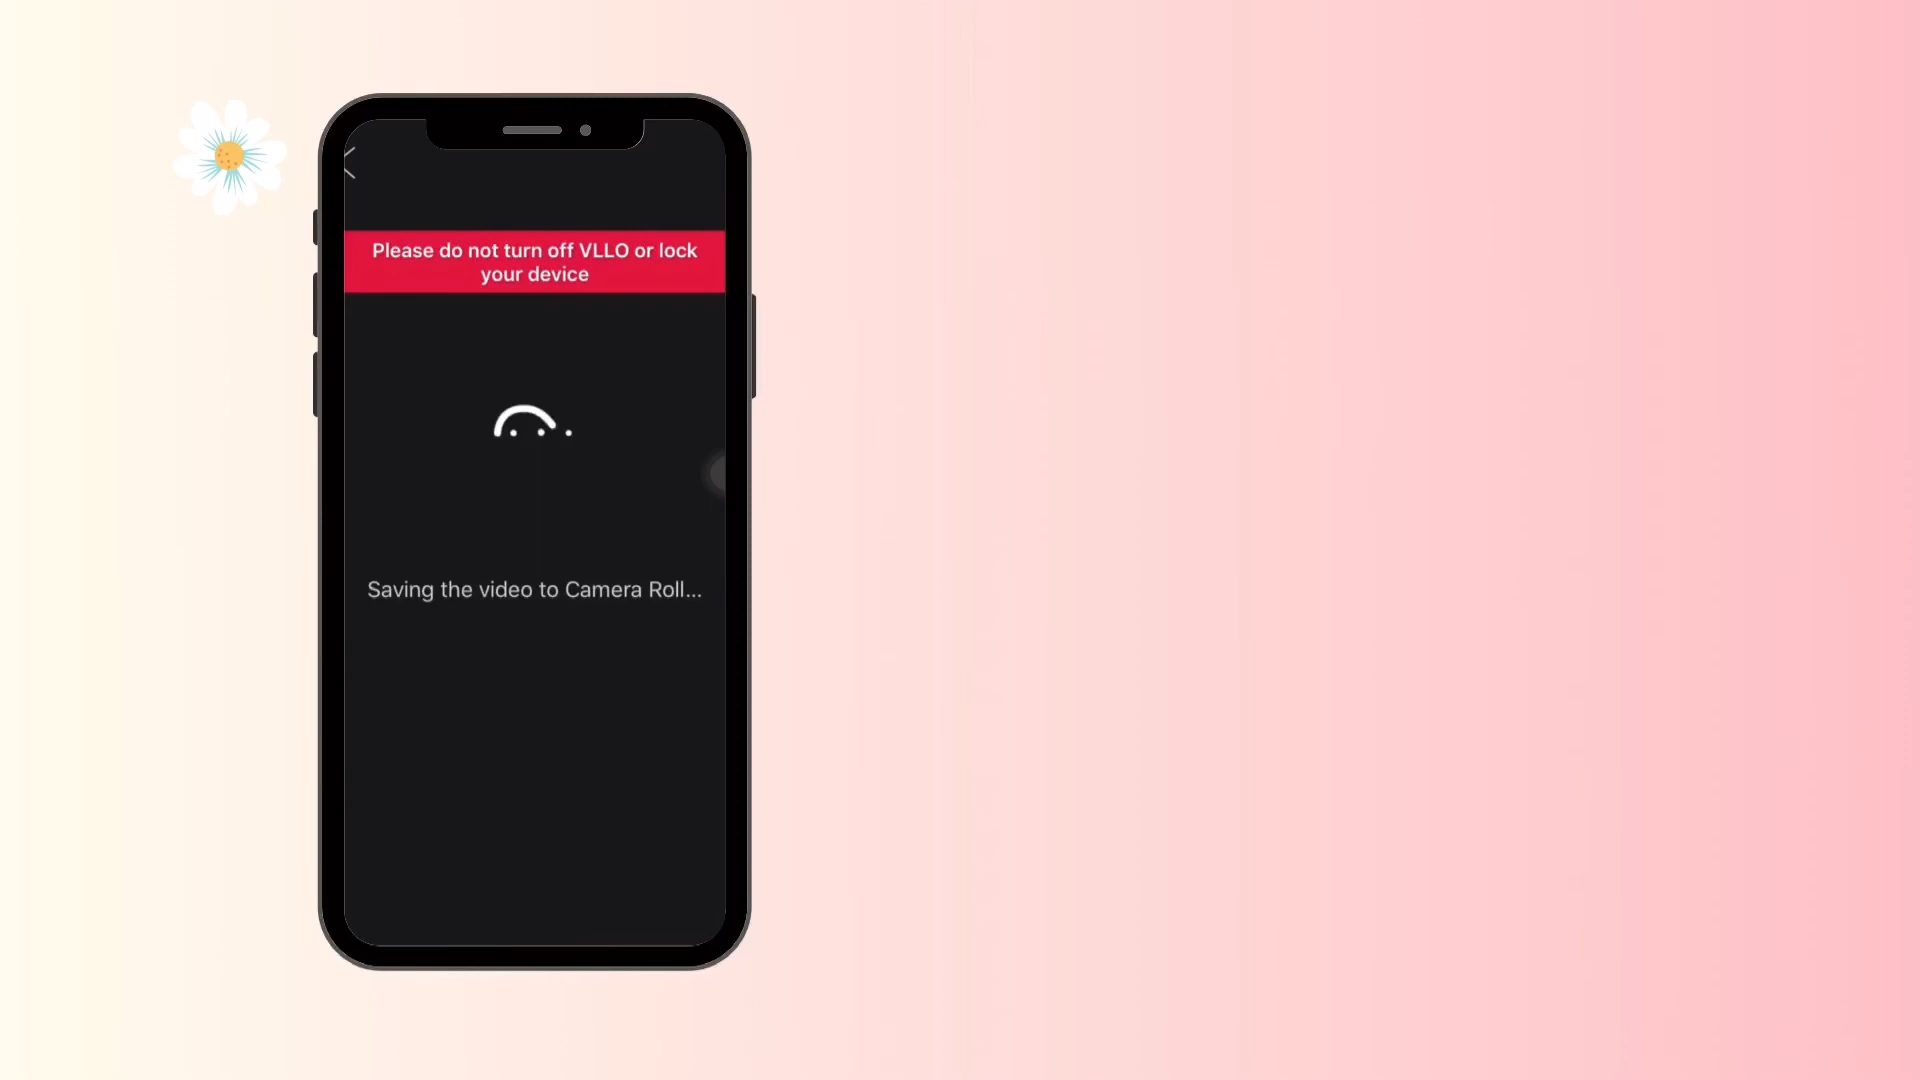 Please do not turn off VLLO or lock
your device
Saving the video to Camera Roll...